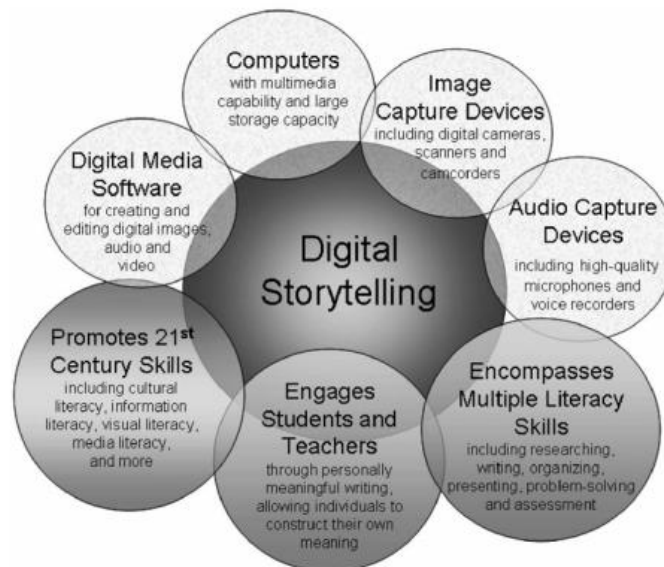 Computers
with multimedia
capability and large
storage capacity
Image
Capture Devices
including digital cameras,
scanners and
camcorders
Digital Media
Software
for creating and
editing digital images,
audio and
video
Audio Capture
Devices
including high-quality
microphones and
voice recorders
Digital
Storytelling
Promotes 21st
Century Skills
including cultural
literacy, information
literacy, visual literacy,
media literacy,
and more
Engages
Students and
Teachers
through personally
meaningful writing,
allowing individuals to
construct their own
meaning
Encompasses
Multiple Literacy
Skills
including researching,
writing, organizing,
presenting, problem-solving
and assessment